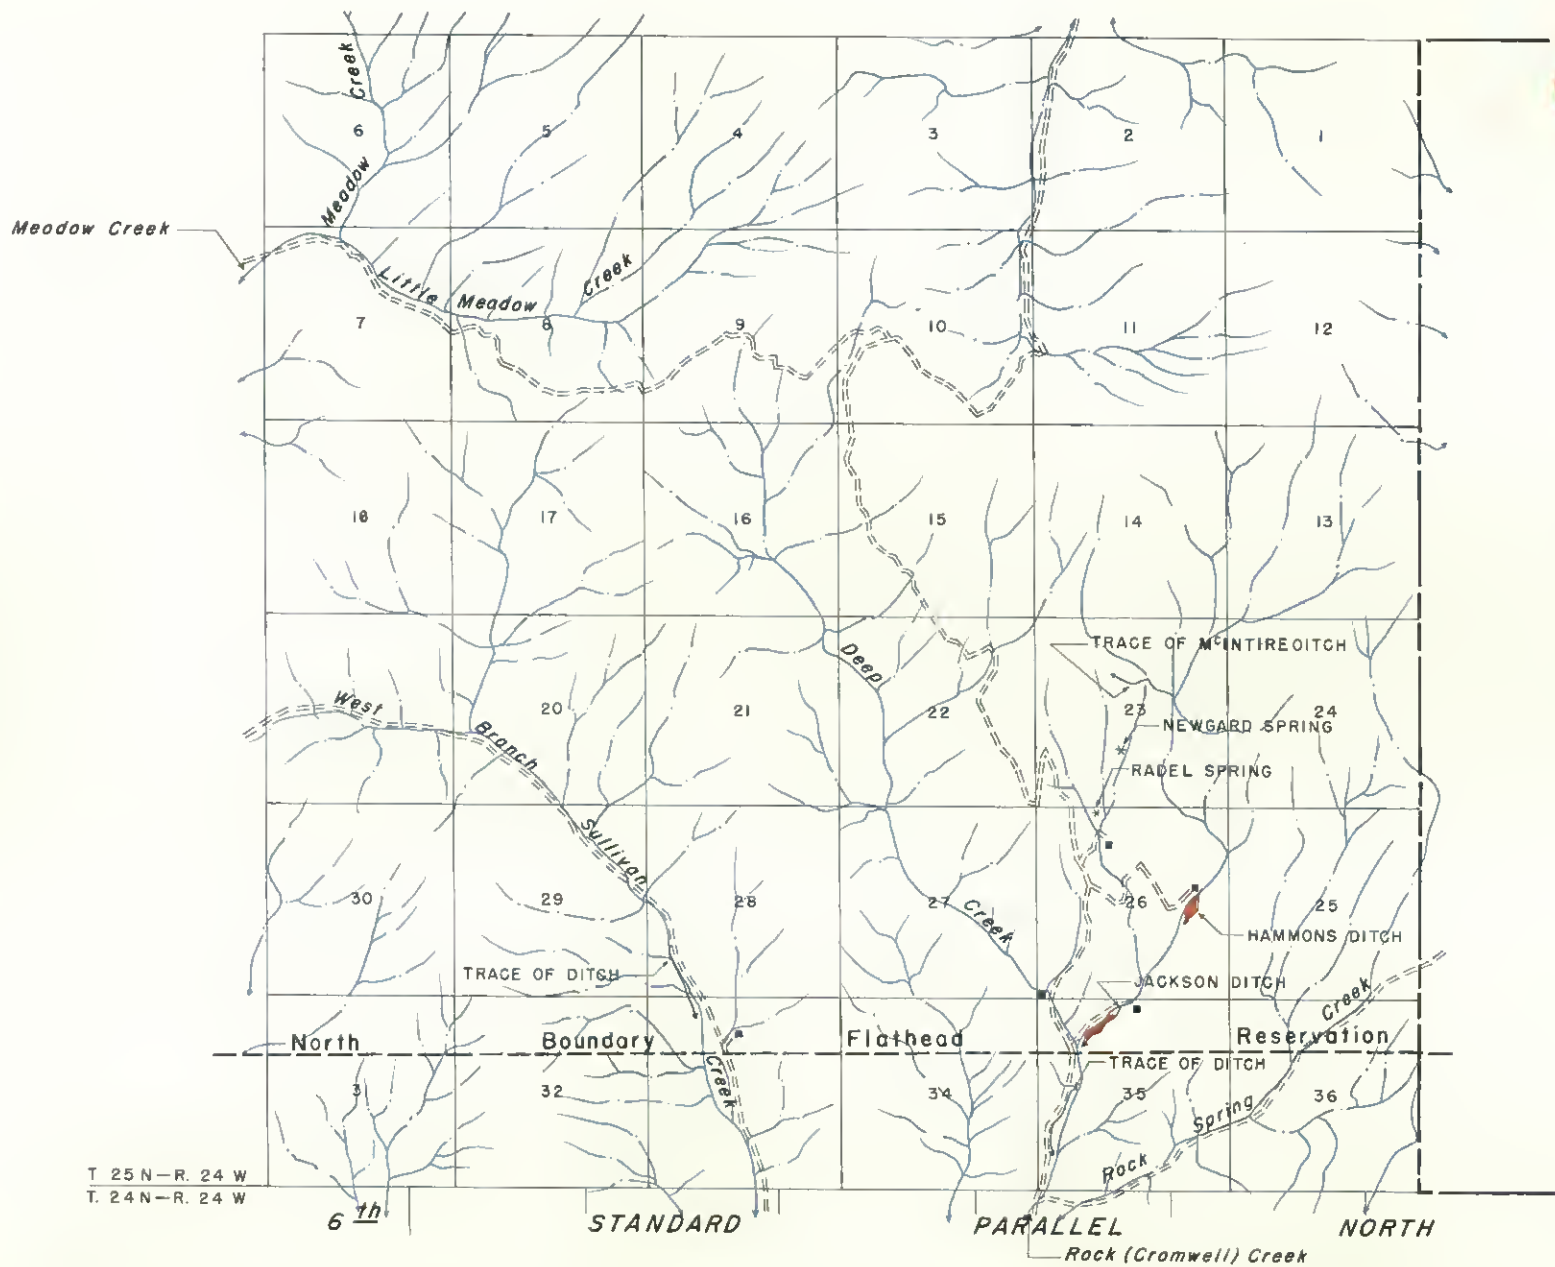 Creek
6
5
4
3
2
1
Meadow
Meadow Creek
Little Meadow Creek
7
8
9
10
11
12
18
17
16
15
14
13
TRACE OF McINTIREDITCH
Deep
West
20
21
22
23
24
Branch
NEWGARD SPRING
RADEL SPRING
Sullivan
30
29
28
27
26
25
Creek
HAMMONS DITCH
TRACE OF DITCH
JACKSON DITCH
Creek
North Boundary Flathead Reservation
TRACE OF DITCH
Creek
31
32
34
35
36
Spring
Rock
T 25 N–R. 24 W
T. 24 N–R. 24 W
6 th STANDARD PARALLEL NORTH
Rock (Cromwell) Creek